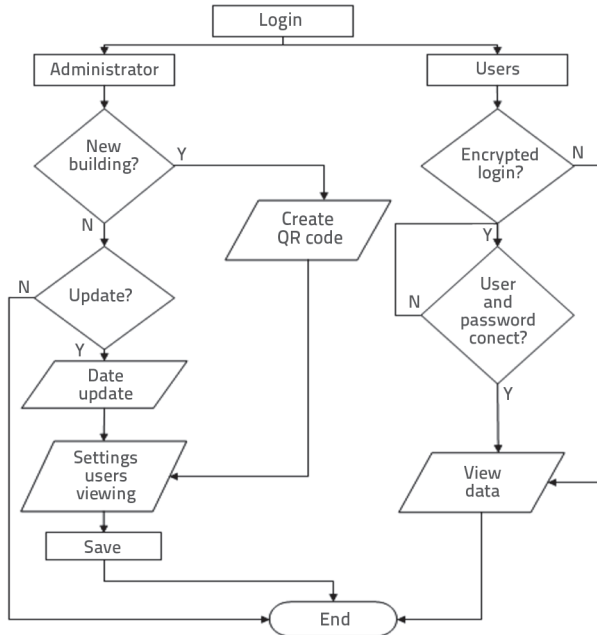 Login
Administrator
Users
New
building?
Y
N
Encrypted
login?
N
Y
Create
QR code
N
Update?
Y
User
and
password
conect?
N
Y
Date
update
Settings
users
viewing
View
data
Save
End